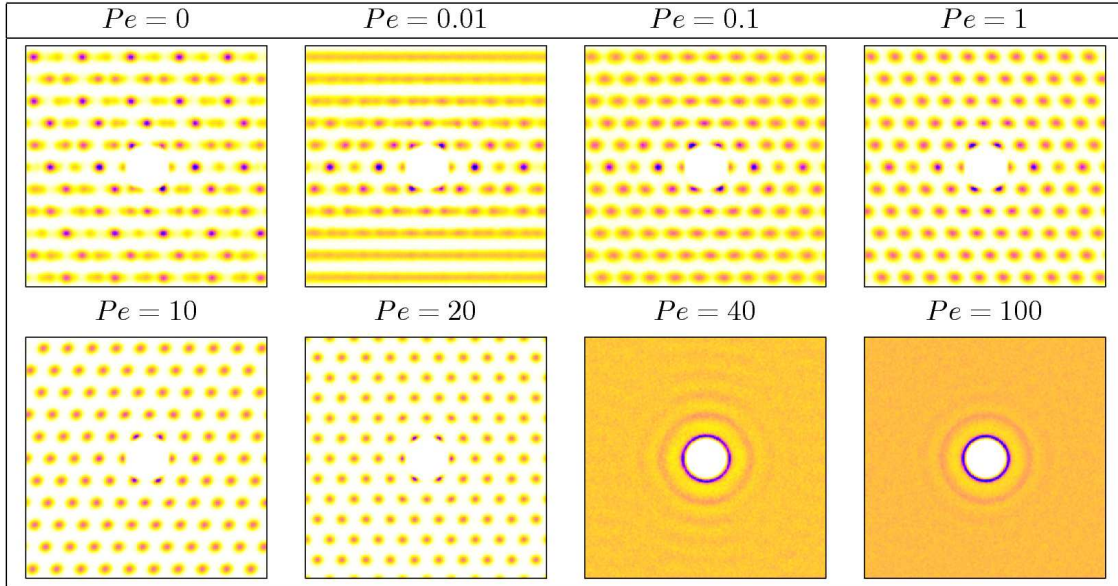 Pe = 0 Pe = 0.01 Pe = 0.1 Pe = 1
Pe = 10 Pe = 20 Pe = 40 Pe = 100